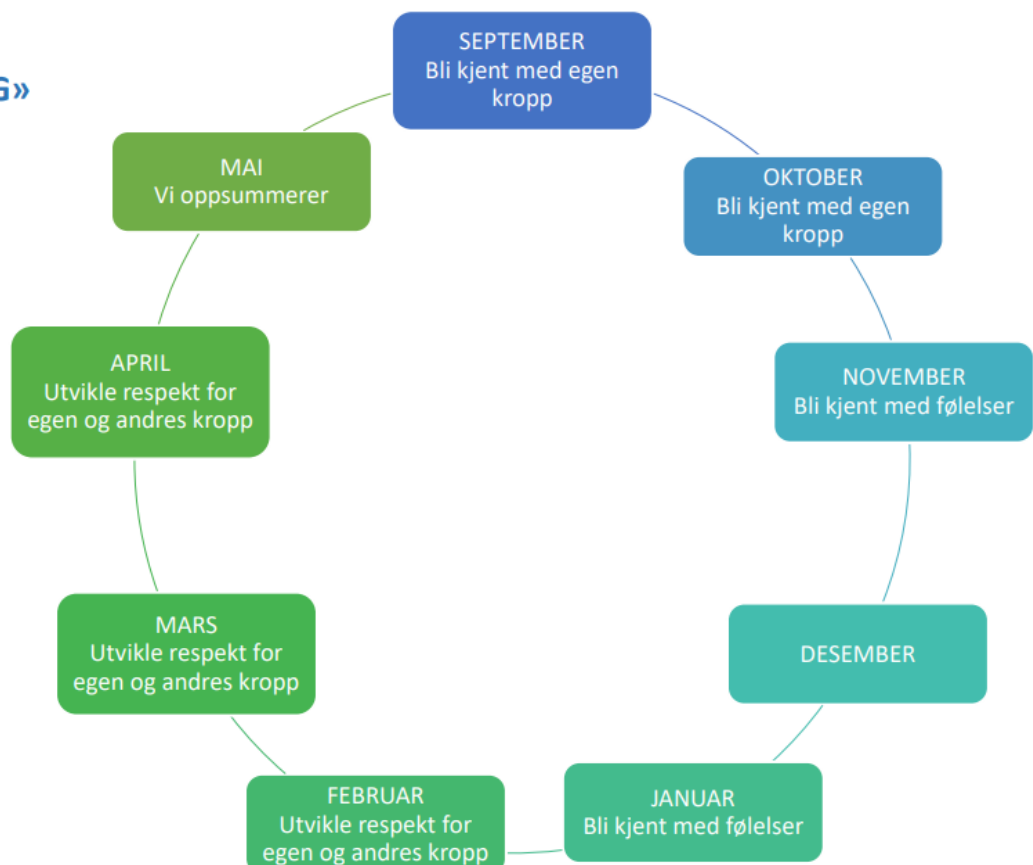 G»
SEPTEMBER
Bli kjent med egen
kropp
OKTOBER
Bli kjent med egen
kropp
NOVEMBER
Bli kjent med følelser
DESEMBER
JANUAR
Bli kjent med følelser
FEBRUAR
Utvikle respekt for
egen og andres kropp
MARS
Utvikle respekt for
egen og andres kropp
APRIL
Utvikle respekt for
egen og andres kropp
MAI
Vi oppsummerer